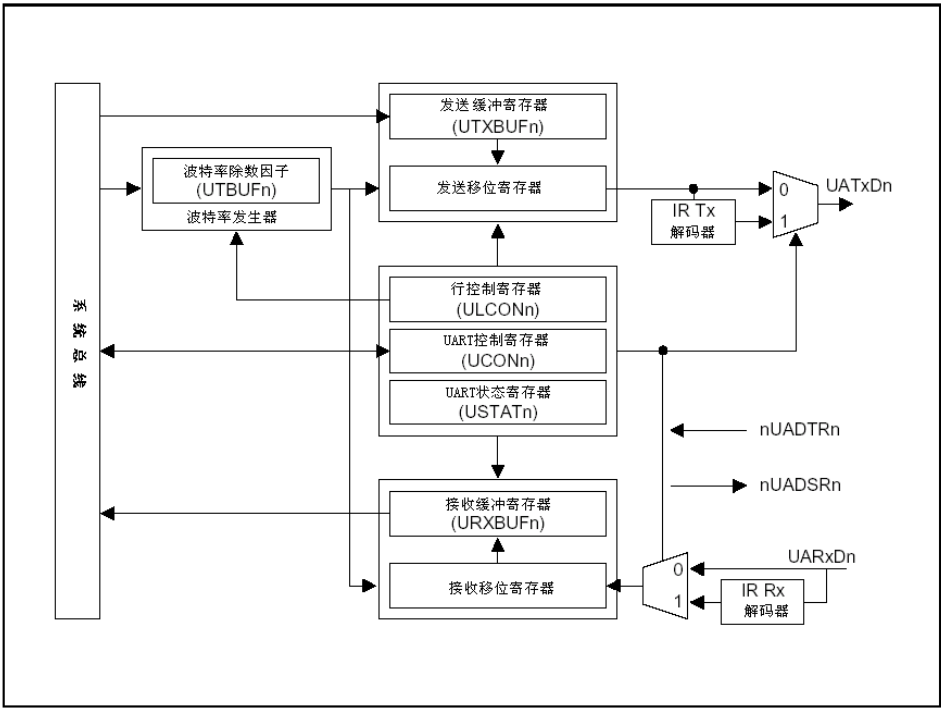 发送缓冲寄存器
(UTXBUFn)
波特率除数因子
(UTBUFn)
波特率发生器
发送移位寄存器
0
1
UATxDn
IR Tx
解码器
系统总线
行控制寄存器
(ULCONn)
UART控制寄存器
(UCONn)
UART状态寄存器
(USTATn)
nUADTRn
nUADSRn
接收缓冲寄存器
(URXBUFn)
接收移位寄存器
0
1
UARxDn
IR Rx
解码器